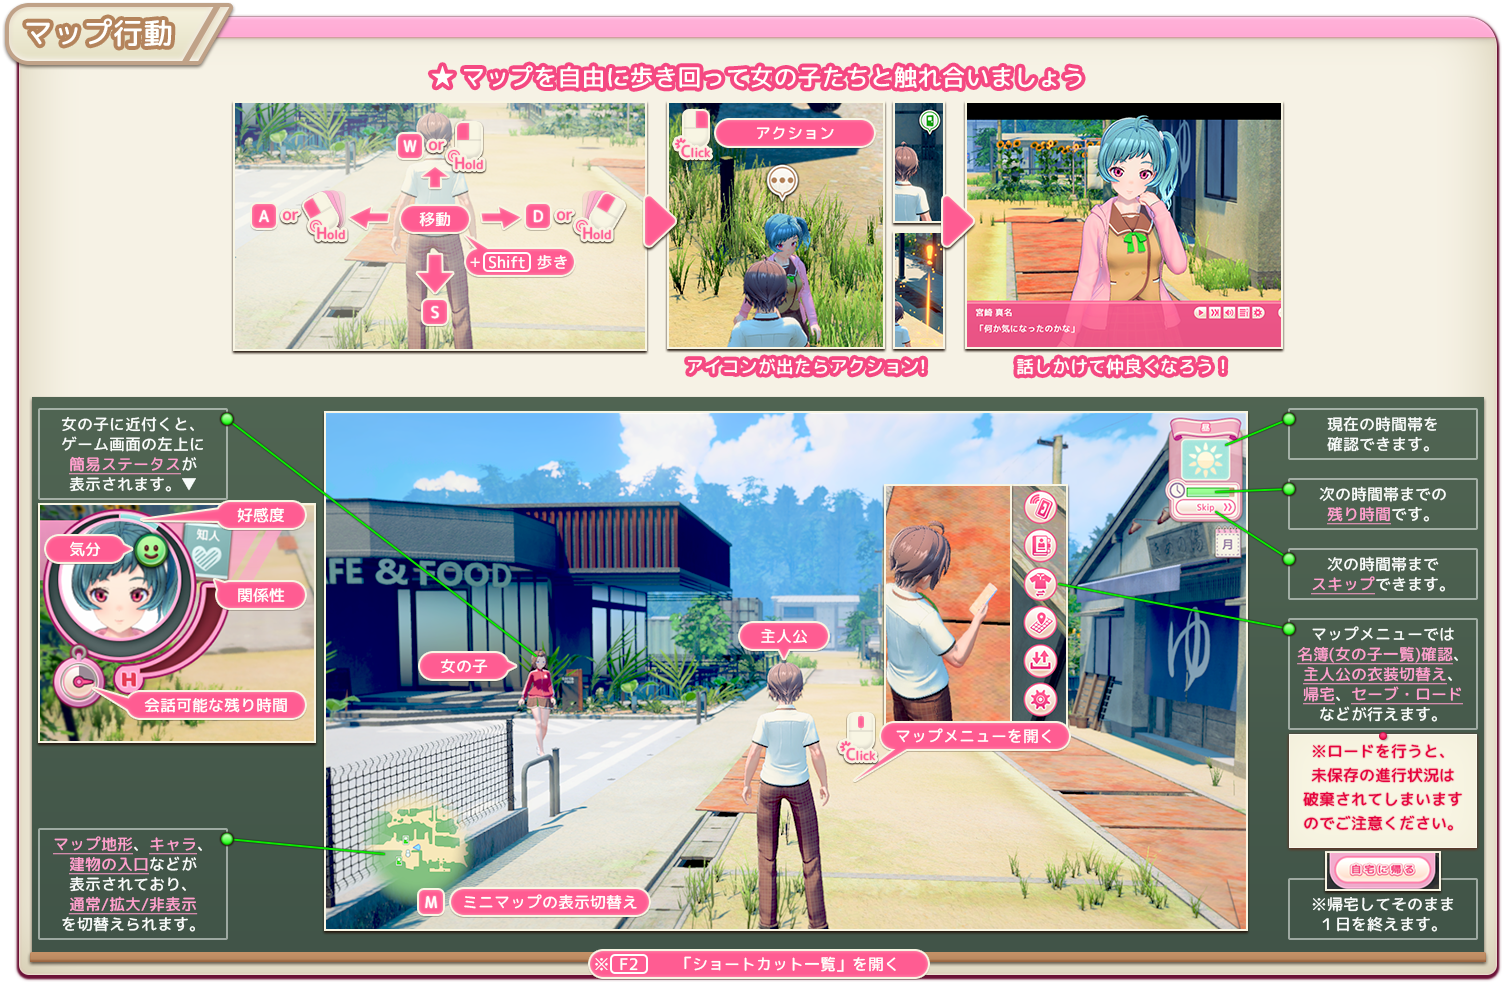 マップ行動
★ マップを自由に歩き回って女の子たちと触れ合いましょう
W or
Hold
A or
Hold
移動
D or
Hold
+ Shift 歩き
S
Click
アクション
宮崎 真名
「何か気になったのかな」
アイコンが出たらアクション!
話しかけて仲良くなろう！
女の子に近付くと、
ゲーム画面の左上に
簡易ステータスが
表示されます。▼
好感度
気分
知人
関係性
H
会話可能な残り時間
マップ地形、キャラ、
建物の入口などが
表示されており、
通常/拡大/非表示
を切替えられます。
FE & FOOD
女の子
主人公
Click
マップメニューを開く
M
ミニマップの表示切替え
昼
Skip
月
ゆ
現在の時間帯を
確認できます。
次の時間帯までの
残り時間です。
次の時間帯まで
スキップできます。
マップメニューでは
名簿(女の子一覧)確認、
主人公の衣装切替え、
帰宅、セーブ・ロード
などが行えます。
※ロードを行うと、
未保存の進行状況は
破棄されてしまいます
のでご注意ください。
自宅に帰る
※帰宅してそのまま
１日を終えます。
※ F2 「ショートカット一覧」を開く